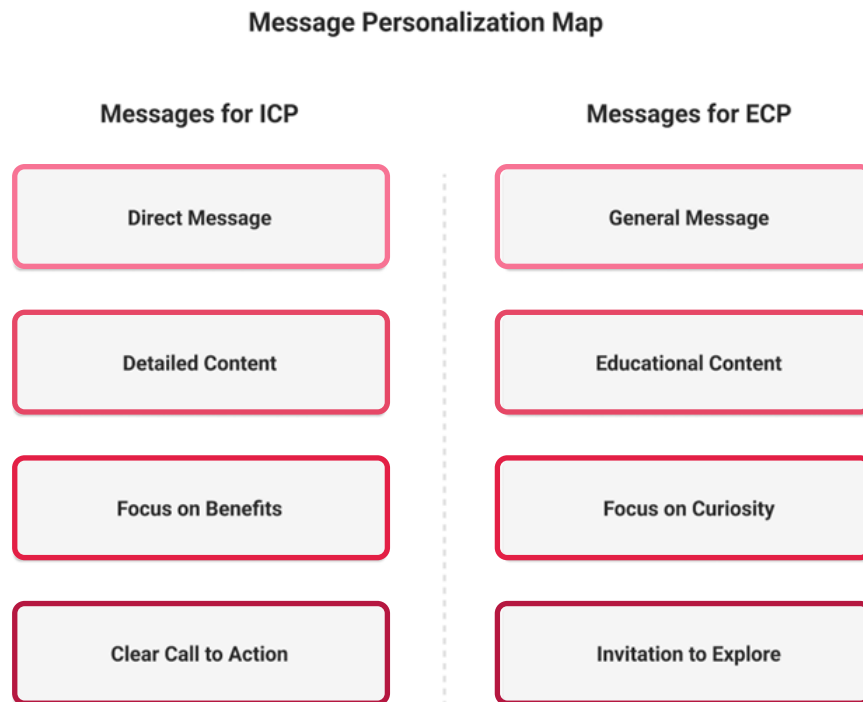 Message Personalization Map
Messages for ICP
Messages for ECP
Direct Message
General Message
Detailed Content
Educational Content
Focus on Benefits
Focus on Curiosity
Clear Call to Action
Invitation to Explore